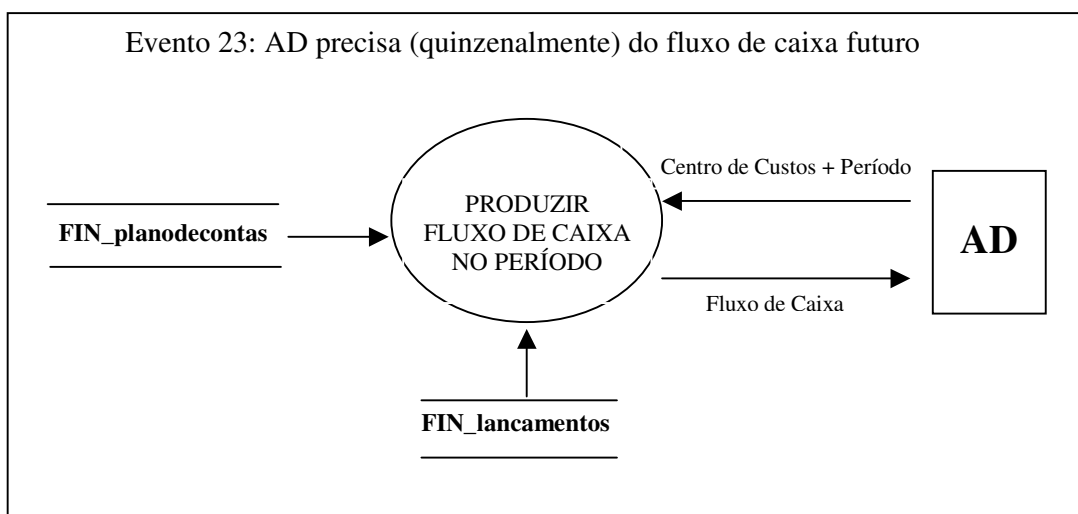 Evento 23: AD precisa (quinzenalmente) do fluxo de caixa futuro
Centro de Custos + Período
PRODUZIR
FLUXO DE CAIXA
NO PERÍODO
FIN_planodecontas
AD
Fluxo de Caixa
FIN_lancamentos